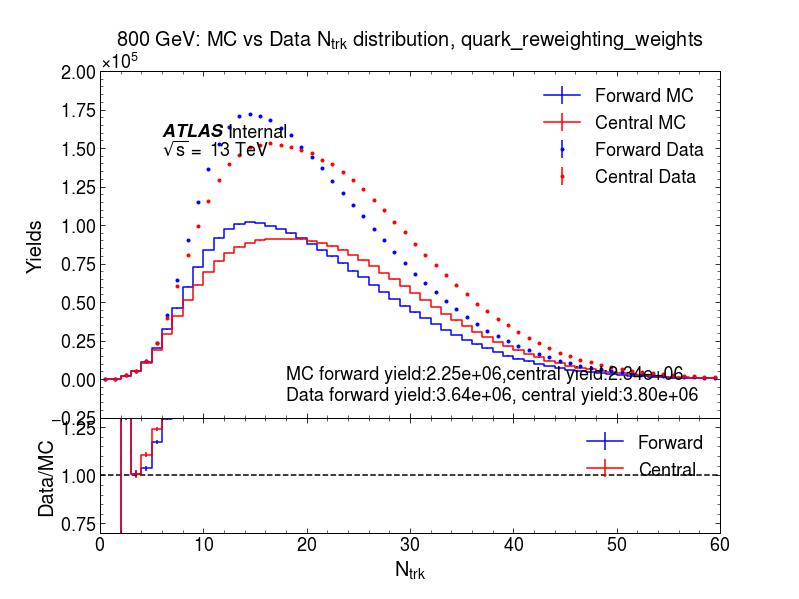 800 GeV: MC vs Data Ntrk distribution, quark_reweighting_weights
×10⁵
2.00
1.75
1.50
1.25
1.00
0.75
0.50
0.25
0.00
−0.25
Yields
ATLAS Internal
√s = 13 TeV
Forward MC
Central MC
Forward Data
Central Data
MC forward yield:2.25e+06,central yield:2.34e+06
Data forward yield:3.64e+06, central yield:3.80e+06
1.25
1.00
0.75
Data/MC
Forward
Central
0 10 20 30 40 50 60
Ntrk